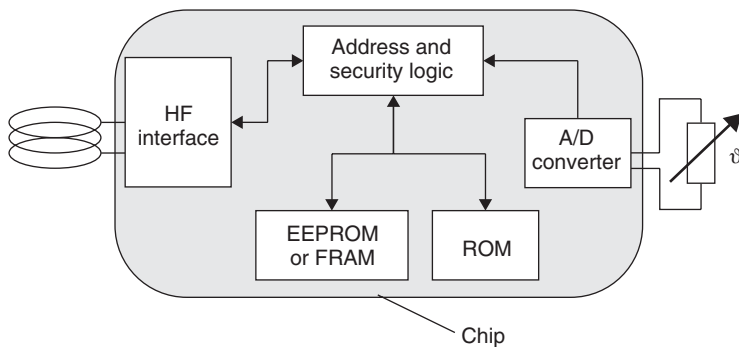 Address and
security logic
HF
interface
A/D
converter
ϑ
EEPROM
or FRAM
ROM
Chip